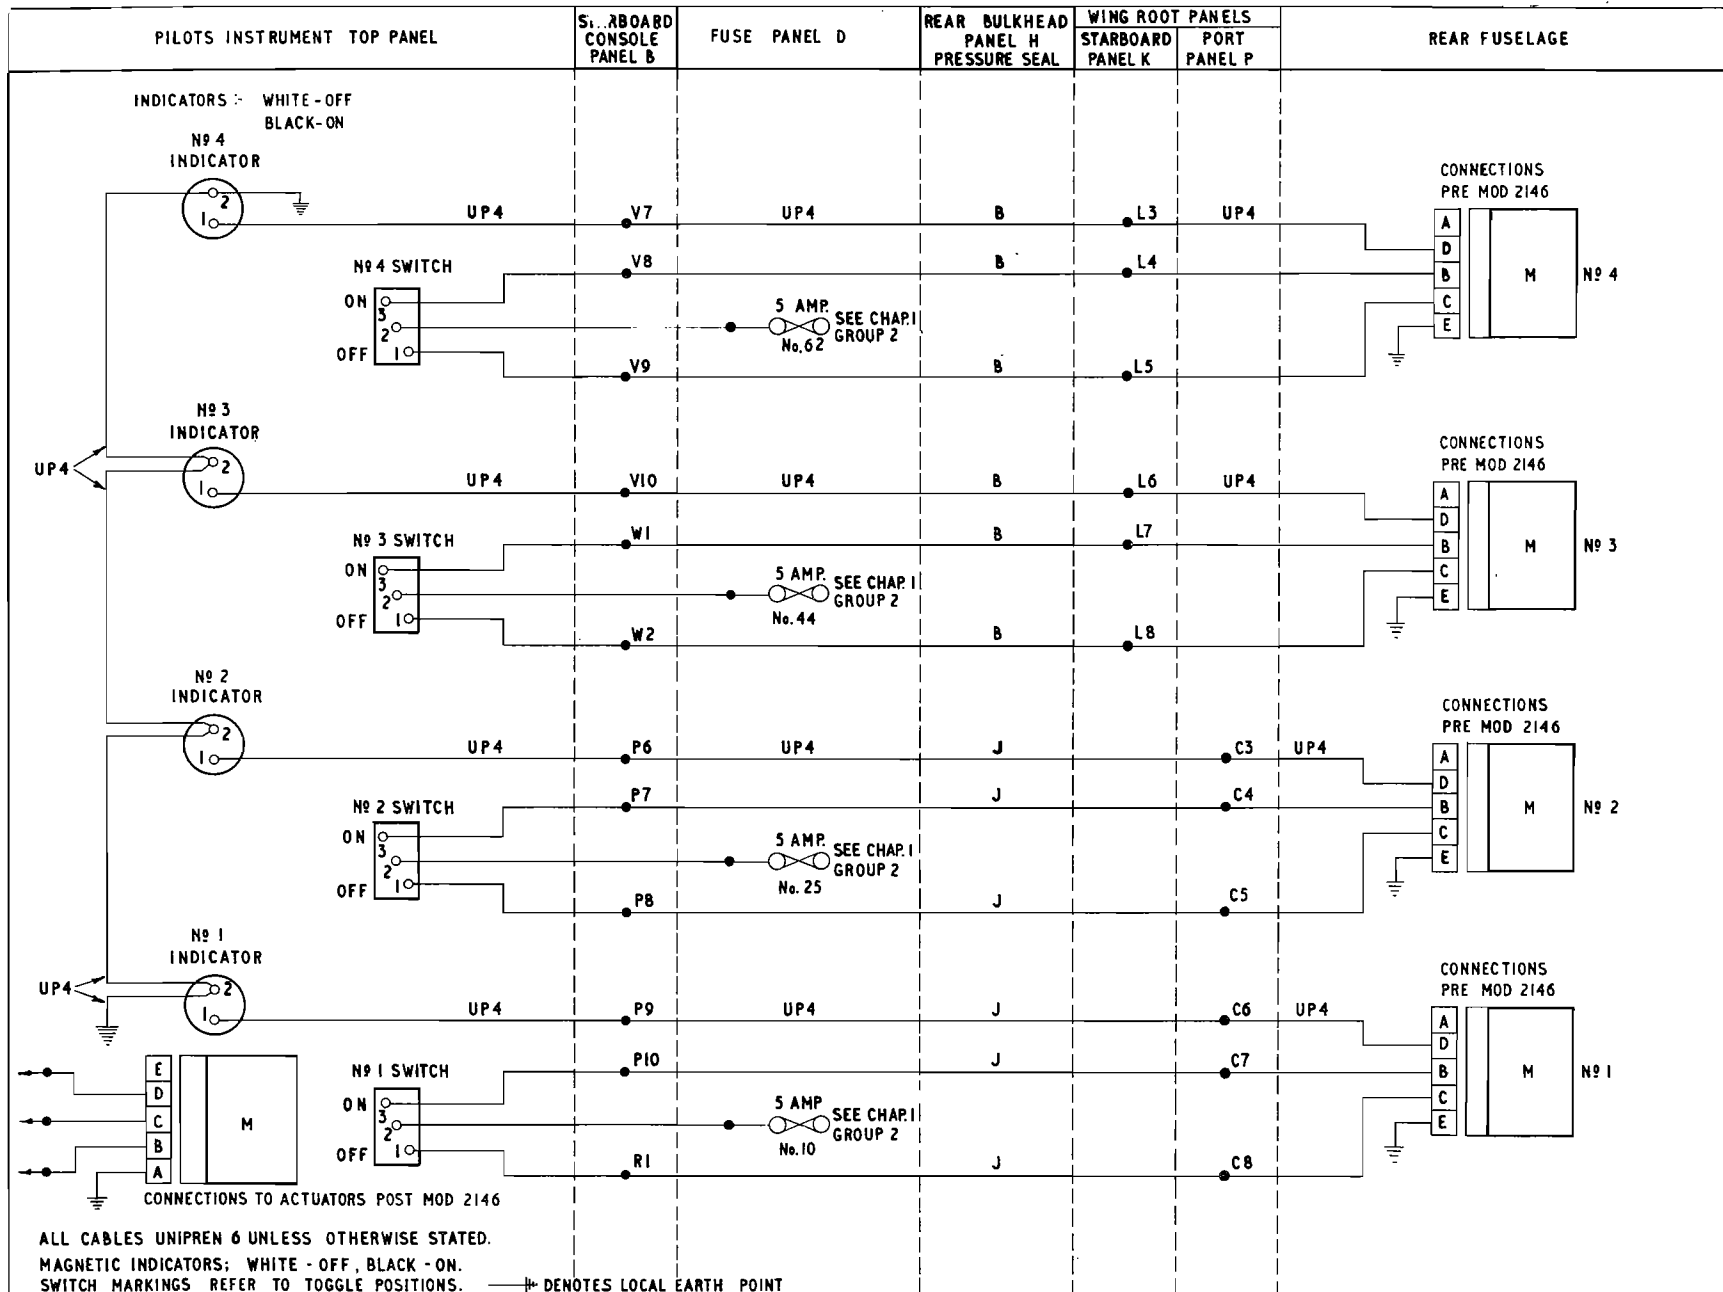 PILOTS INSTRUMENT TOP PANEL
CONSOLE
PANEL B
FUSE PANEL D
REAR BULKHEAD
PANEL H
PRESSURE SEAL
WING ROOT PANELS
STARBOARD
PANEL K
PORT
PANEL P
REAR FUSELAGE
INDICATORS :- WHITE - OFF
BLACK - ON
Nº 4
INDICATOR
2
1
UP4
V7
UP4
B
L3
UP4
CONNECTIONS
PRE MOD 2146
A
D
B
C
E
M
Nº 4
Nº 4 SWITCH
ON
3
2
OFF
1
V8
B
L4
5 AMP.
No. 62
SEE CHAP. 1
GROUP 2
V9
B
L5
Nº 3
INDICATOR
UP4
2
1
UP4
V10
UP4
B
L6
UP4
CONNECTIONS
PRE MOD 2146
A
D
B
C
E
M
Nº 3
Nº 3 SWITCH
ON
3
2
OFF
1
W1
B
L7
5 AMP.
No. 44
SEE CHAP. 1
GROUP 2
W2
B
L8
Nº 2
INDICATOR
2
1
UP4
P6
UP4
J
C3
UP4
CONNECTIONS
PRE MOD 2146
A
D
B
C
E
M
Nº 2
Nº 2 SWITCH
ON
3
2
OFF
1
P7
J
C4
5 AMP.
No. 25
SEE CHAP. 1
GROUP 2
P8
J
C5
Nº 1
INDICATOR
UP4
2
1
UP4
P9
UP4
J
C6
UP4
CONNECTIONS
PRE MOD 2146
A
D
B
C
E
M
Nº 1
Nº 1 SWITCH
ON
3
2
OFF
1
P10
J
C7
5 AMP
No. 10
SEE CHAP. 1
GROUP 2
R1
J
C8
E
D
C
B
A
M
CONNECTIONS TO ACTUATORS POST MOD 2146
ALL CABLES UNIPREN 6 UNLESS OTHERWISE STATED.
MAGNETIC INDICATORS; WHITE - OFF, BLACK - ON.
SWITCH MARKINGS REFER TO TOGGLE POSITIONS.
DENOTES LOCAL EARTH POINT